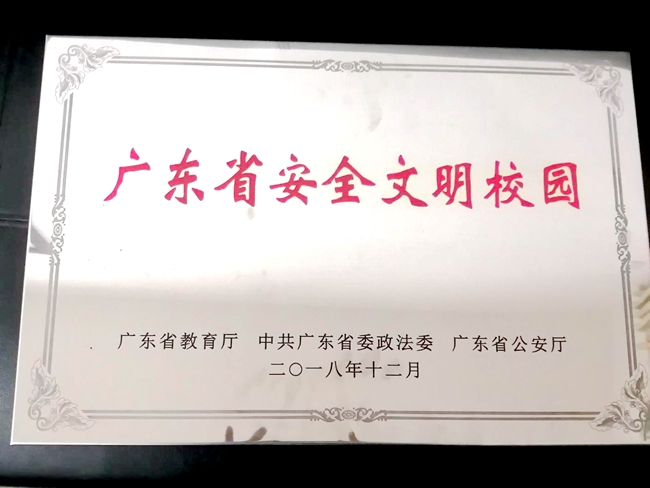 广东省安全文明校园
广东省教育厅 中共广东省委政法委 广东省公安厅
二〇一八年十二月